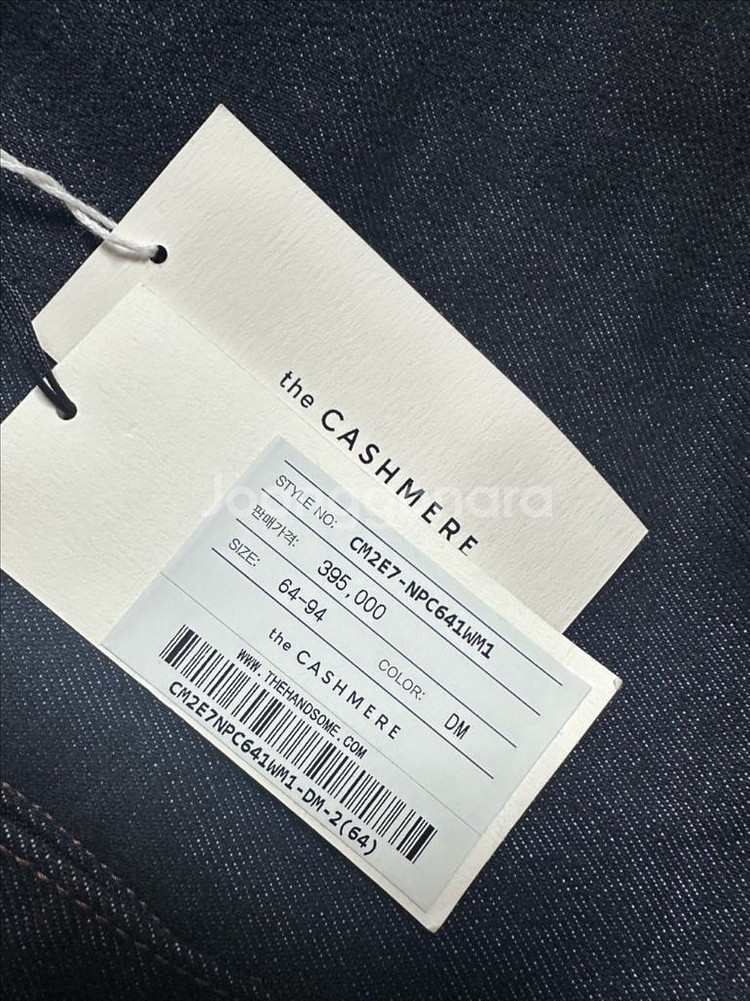 the CASHMERE
STYLE NO: CM2E7-NPC641WM1
판매가격: 395,000
SIZE: 64-94 COLOR: DM
the CASHMERE
WWW.THEHANDSOME.COM
CM2E7NPC641WM1-DM-2(64)
Joonggonara